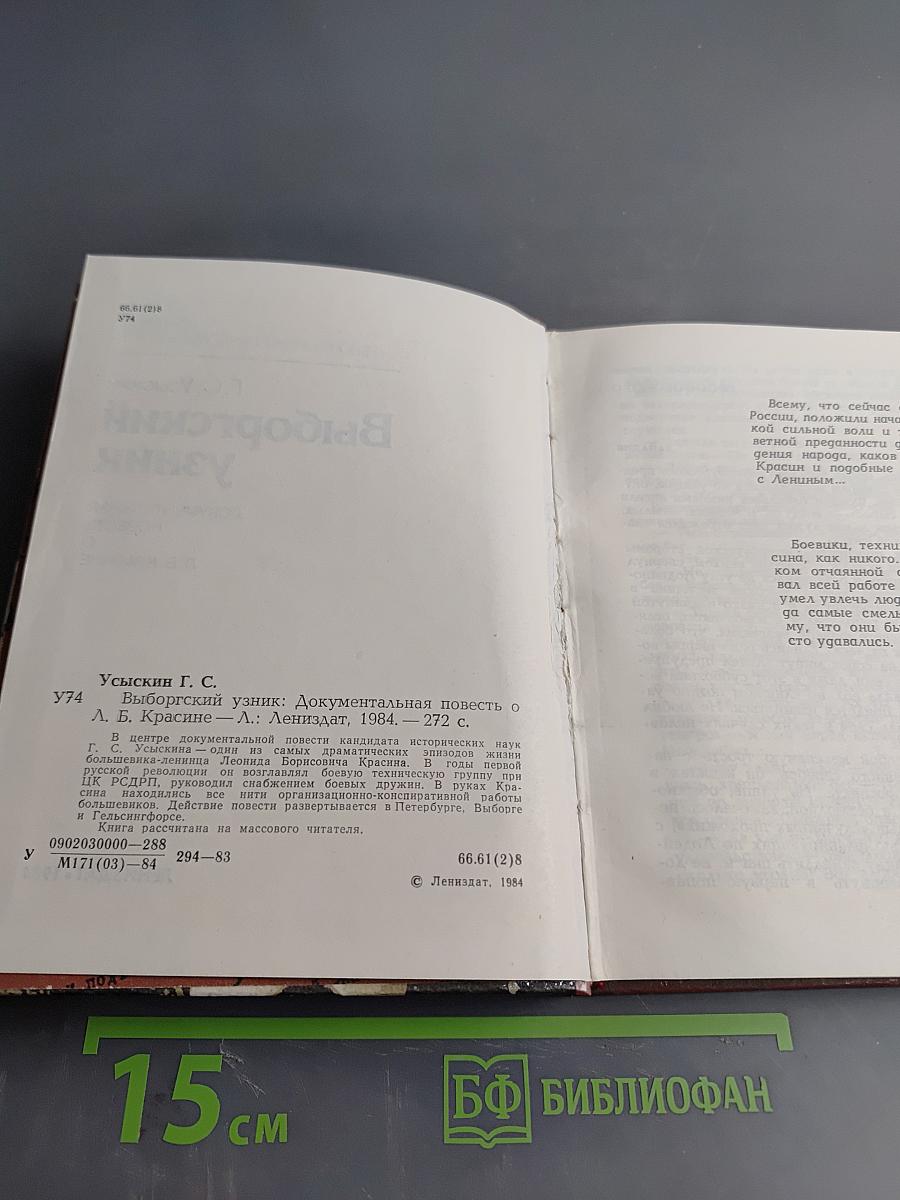 66.61(2)8
У74
Усыскин Г. С.
У74 Выборгский узник: Документальная повесть о
Л. Б. Красине — Л.: Лениздат, 1984. — 272 с.
В центре документальной повести кандидата исторических наук
Г. С. Усыскина — один из самых драматических эпизодов жизни
большевика-ленинца Леонида Борисовича Красина. В годы первой
русской революции он возглавлял боевую техническую группу при
ЦК РСДРП, руководил снабжением боевых дружин. В руках Кра-
сина находились все нити организационно-конспиративной работы
большевиков. Действие повести развертывается в Петербурге, Выборге
и Гельсингфорсе.
Книга рассчитана на массового читателя.
У 0902030000—288
М171(03)—84 294—83
66.61(2)8
© Лениздат, 1984
Всему, что сейчас
России, положили нача
кой сильной воли и
ветной преданности д
дения народа, каков
Красин и подобные
с Лениным...
Боевики, техни
сина, как никого.
ком отчаянной
вал всей работе
умел увлечь люд
да самые смель
му, что они бы
сто удавались.
15 см
БФ БИБЛИОФАН